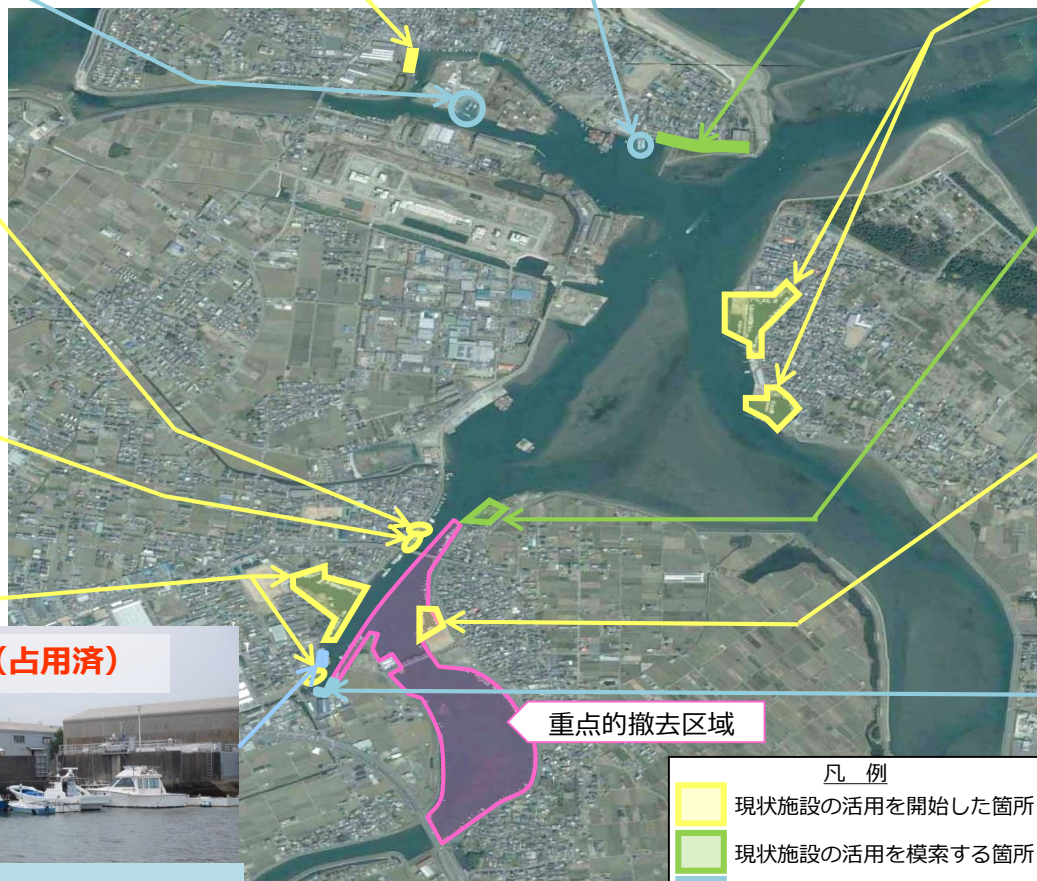 （占用済）
重点的撤去区域
凡 例
現状施設の活用を開始した箇所
現状施設の活用を模索する箇所